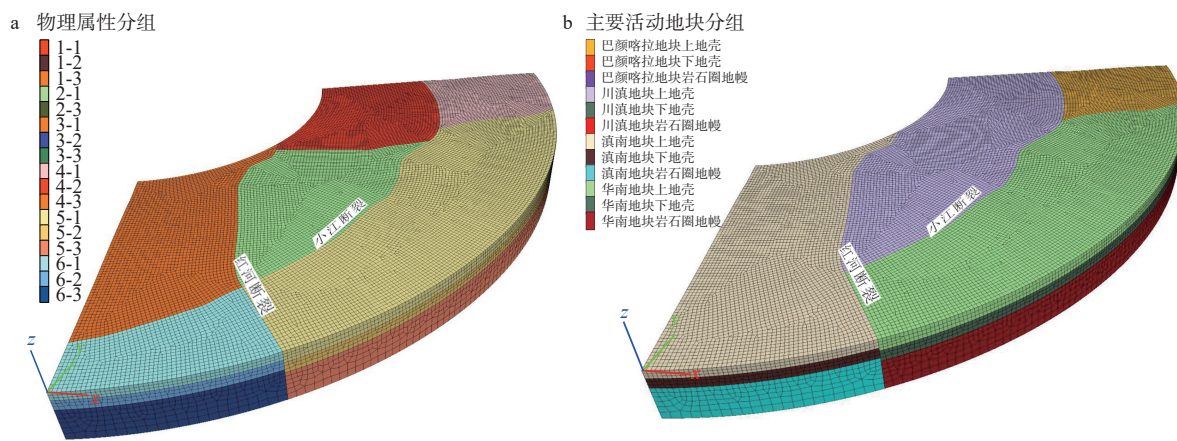 a 物理属性分组
1-1
1-2
1-3
2-1
2-3
3-1
3-2
3-3
4-1
4-2
4-3
5-1
5-2
5-3
6-1
6-2
6-3
小江断裂
红河断裂
z
x
b 主要活动地块分组
巴颜喀拉地块上地壳
巴颜喀拉地块下地壳
巴颜喀拉地块岩石圈地幔
川滇地块上地壳
川滇地块下地壳
川滇地块岩石圈地幔
滇南地块上地壳
滇南地块下地壳
滇南地块岩石圈地幔
华南地块上地壳
华南地块下地壳
华南地块岩石圈地幔
小江断裂
红河断裂
z